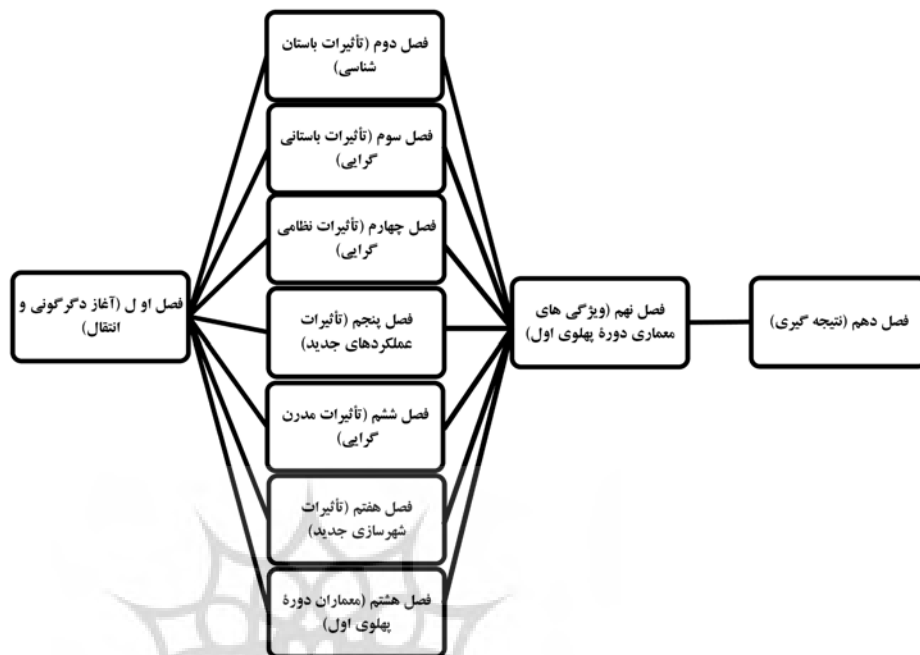 فصل دوم (تأثیرات باستان
شناسی)
فصل سوم (تأثیرات باستانی
گرایی)
فصل چهارم (تأثیرات نظامی
گرایی)
فصل او ل (آغاز دگرگونی و
انتقال)
فصل پنجم (تأثیرات
عملکردهای جدید)
فصل نهم (ویژگی های
معماری دورۀ پهلوی اول)
فصل دهم (نتیجه گیری)
فصل ششم (تأثیرات مدرن
گرایی)
فصل هفتم (تأثیرات
شهرسازی جدید)
فصل هشتم (معماران دورۀ
پهلوی اول)